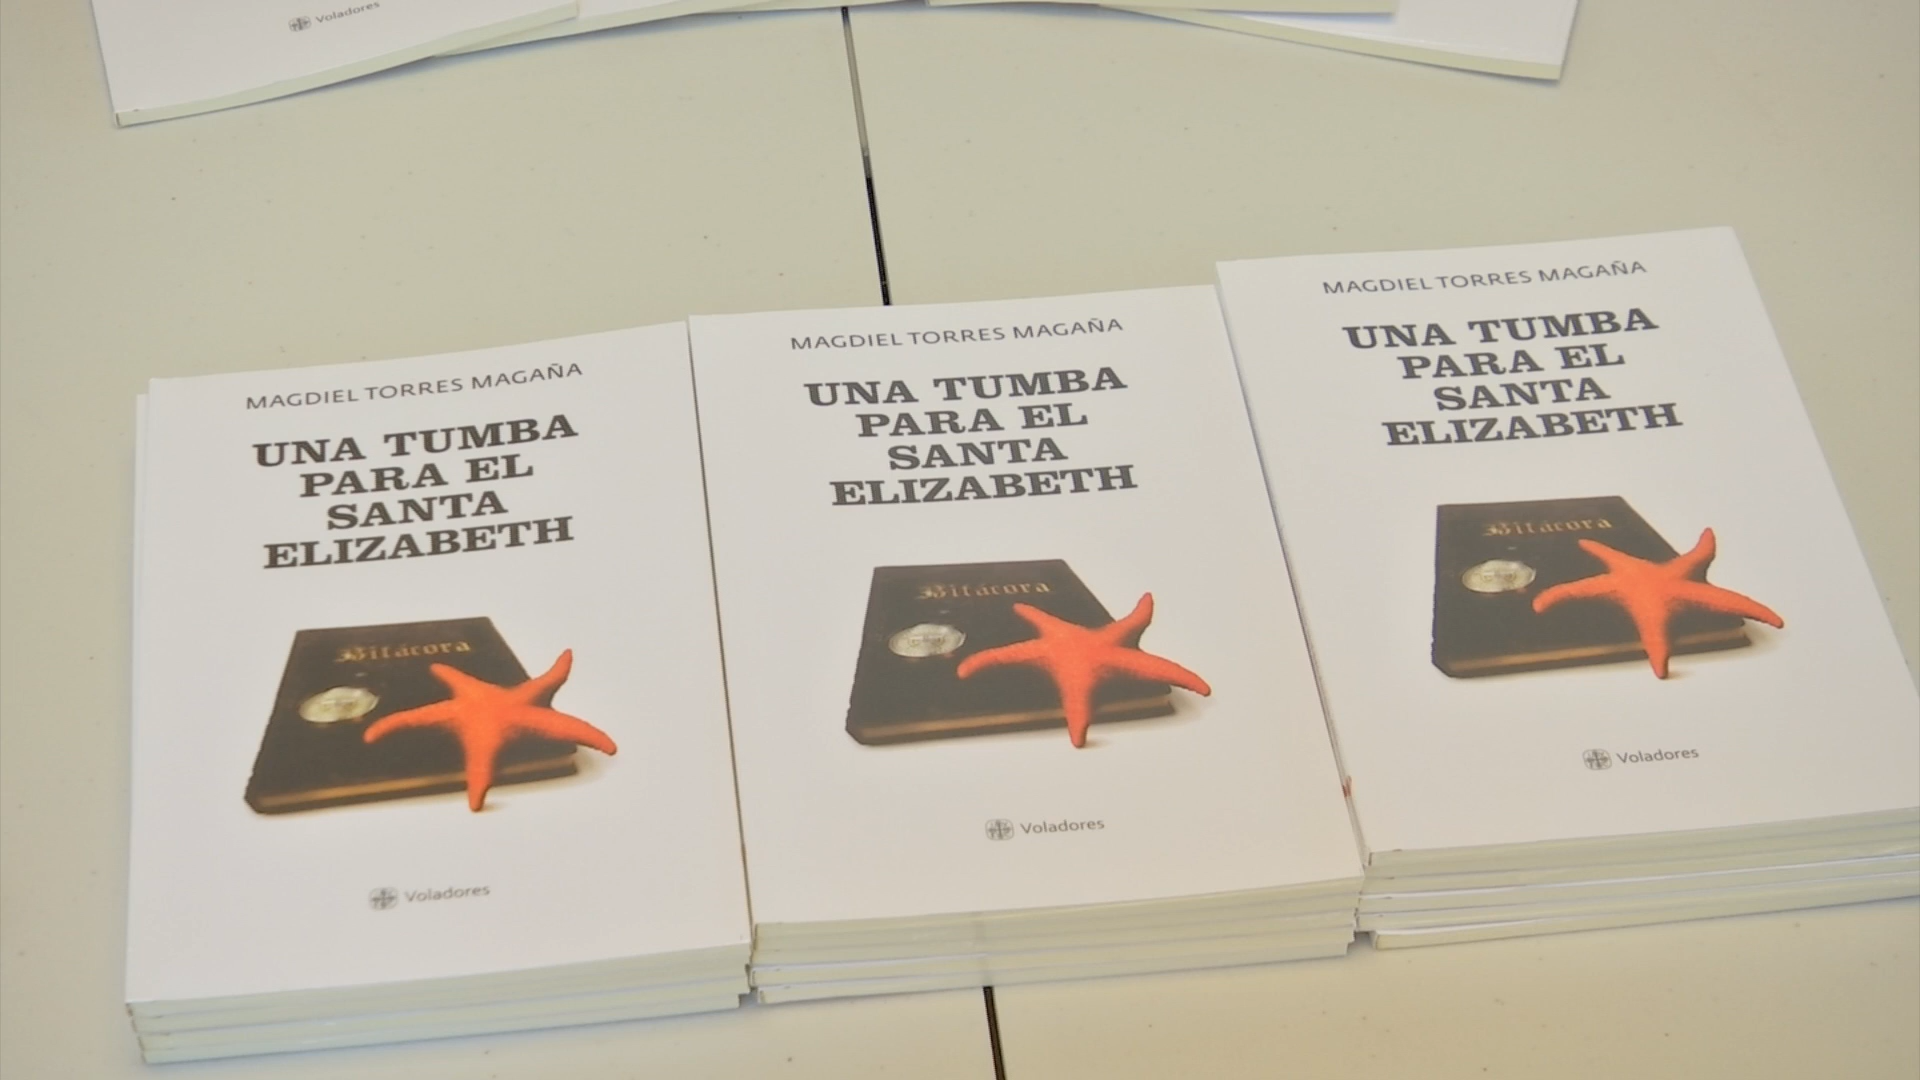 Voladores
MAGDIEL TORRES MAGAÑA
UNA TUMBA
PARA EL
SANTA
ELIZABETH
Bitácora
Voladores
MAGDIEL TORRES MAGAÑA
UNA TUMBA
PARA EL
SANTA
ELIZABETH
Bitácora
Voladores
MAGDIEL TORRES MAGAÑA
UNA TUMBA
PARA EL
SANTA
ELIZABETH
Bitácora
Voladores